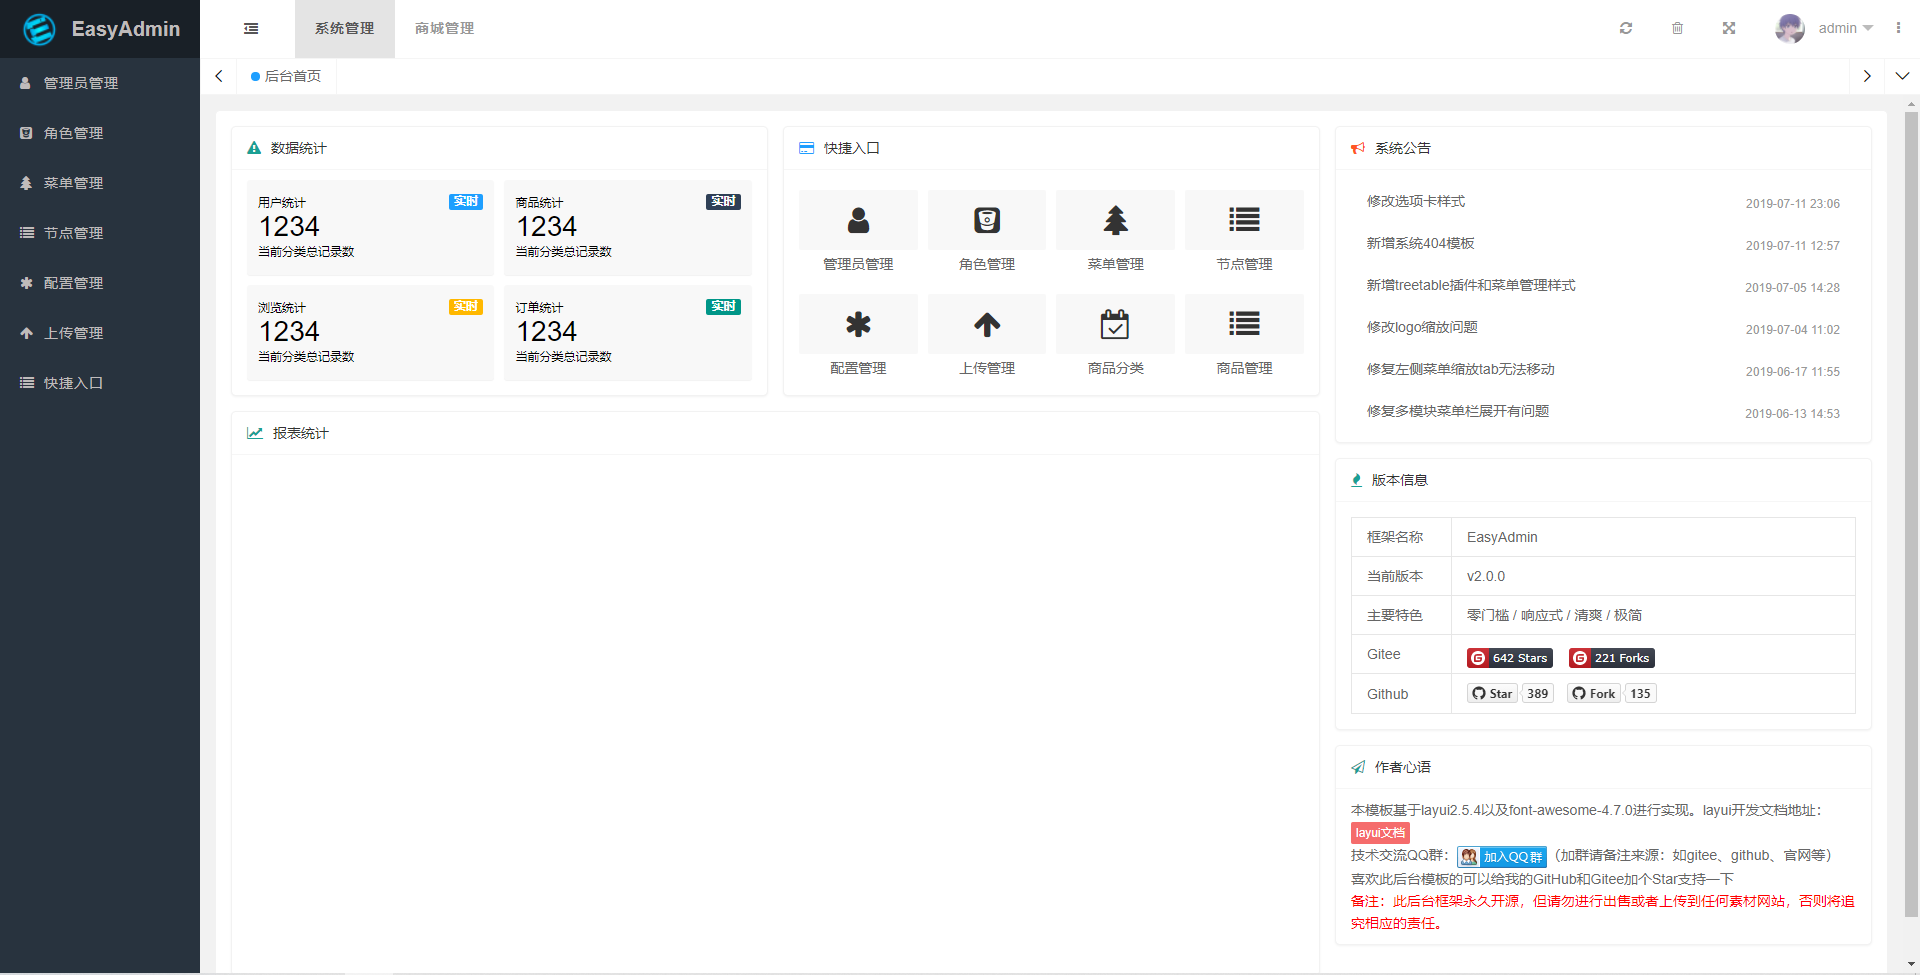 EasyAdmin
系统管理
商城管理
admin
后台首页
管理员管理
角色管理
菜单管理
节点管理
配置管理
上传管理
快捷入口
数据统计
用户统计
实时
1234
当前分类总记录数
商品统计
实时
1234
当前分类总记录数
浏览统计
实时
1234
当前分类总记录数
订单统计
实时
1234
当前分类总记录数
快捷入口
管理员管理
角色管理
菜单管理
节点管理
配置管理
上传管理
商品分类
商品管理
报表统计
系统公告
修改选项卡样式 2019-07-11 23:06
新增系统404模板 2019-07-11 12:57
新增treetable插件和菜单管理样式 2019-07-05 14:28
修改logo缩放问题 2019-07-04 11:02
修复左侧菜单缩放tab无法移动 2019-06-17 11:55
修复多模块菜单栏展开有问题 2019-06-13 14:53
版本信息
框架名称 EasyAdmin
当前版本 v2.0.0
主要特色 零门槛 / 响应式 / 清爽 / 极简
Gitee 642 Stars 221 Forks
Github Star 389 Fork 135
作者心语
本模板基于layui2.5.4以及font-awesome-4.7.0进行实现。layui开发文档地址：
layui文档
技术交流QQ群： 加入QQ群 （加群请备注来源：如gitee、github、官网等）
喜欢此后台模板的可以给我的GitHub和Gitee加个Star支持一下
备注：此后台框架永久开源，但请勿进行出售或者上传到任何素材网站，否则将追
究相应的责任。